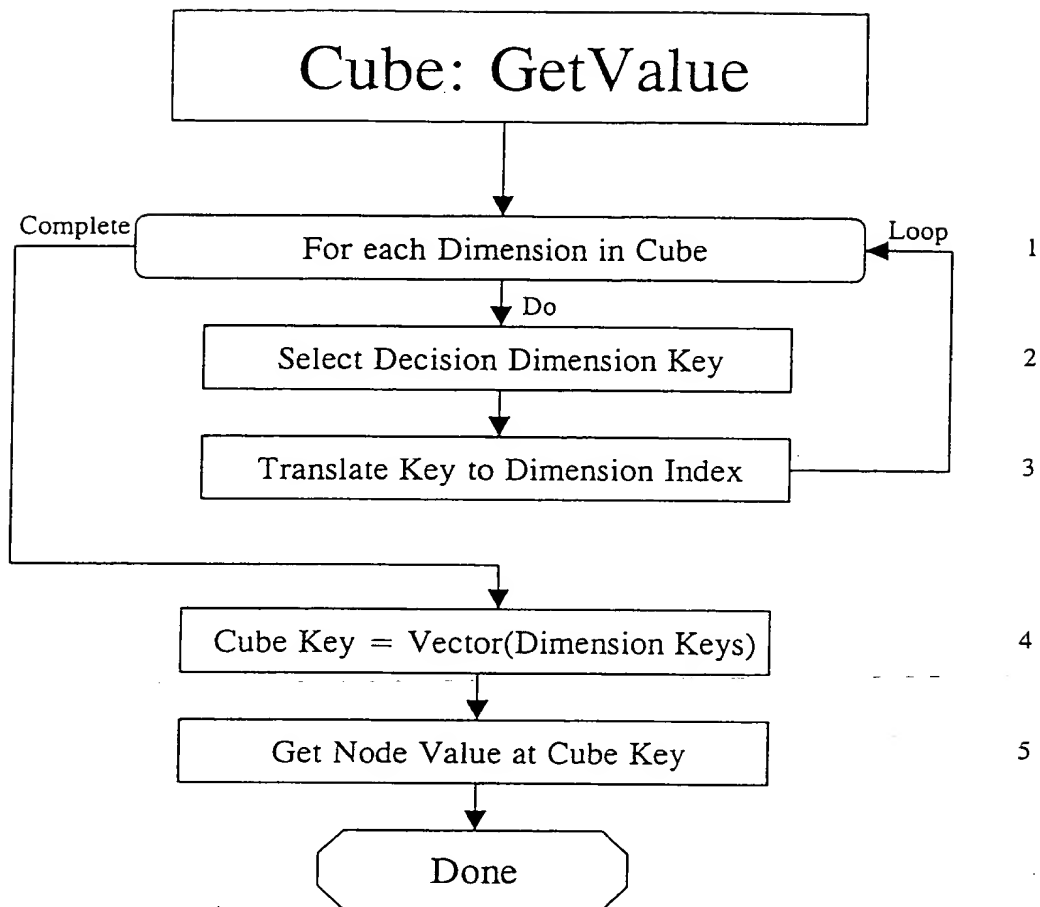 Cube: GetValue
Complete
For each Dimension in Cube
Loop
1
Do
Select Decision Dimension Key
2
Translate Key to Dimension Index
3
Cube Key = Vector(Dimension Keys)
4
Get Node Value at Cube Key
5
Done